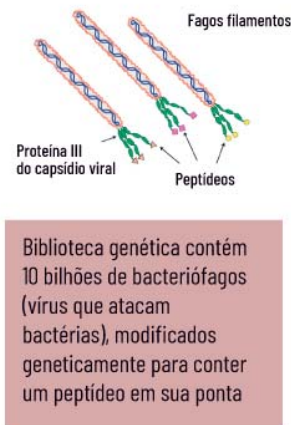 Fagos filamentos
Proteína III
do capsídio viral
Peptídeos
Biblioteca genética contém
10 bilhões de bacteriófagos
(vírus que atacam
bactérias), modificados
geneticamente para conter
um peptídeo em sua ponta